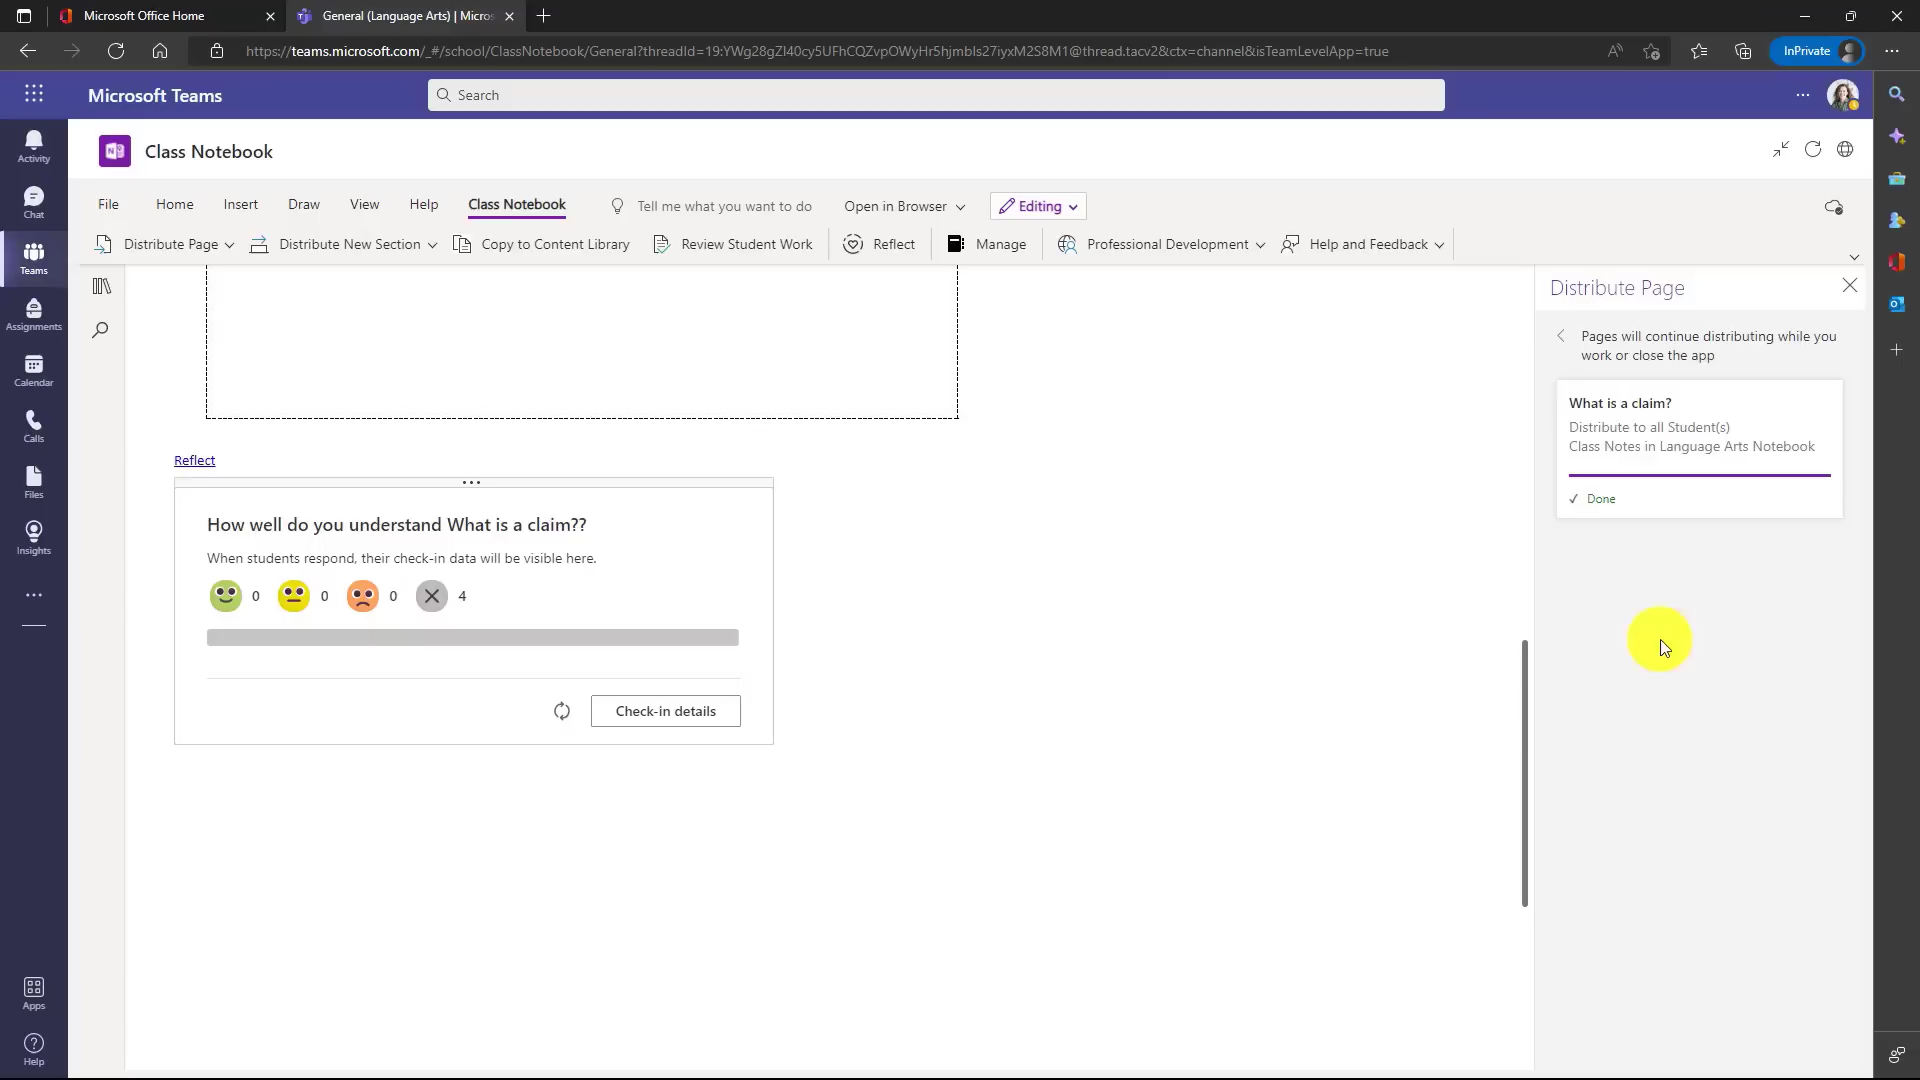 Microsoft Office Home
General (Language Arts) | Micros
https://teams.microsoft.com/_#/school/ClassNotebook/General?threadId=19:YWg28gZI40cy5UFhCQZvpOWyHr5hjmbIs27iyxM2S8M1@thread.tacv2&ctx=channel&isTeamLevelApp=true
InPrivate
Microsoft Teams
Search
Activity
Chat
Teams
Assignments
Calendar
Calls
Files
Insights
Apps
Help
Class Notebook
File Home Insert Draw View Help Class Notebook Tell me what you want to do Open in Browser Editing
Distribute Page Distribute New Section Copy to Content Library Review Student Work Reflect Manage Professional Development Help and Feedback
Reflect
How well do you understand What is a claim??
When students respond, their check-in data will be visible here.
0 0 0 4
Check-in details
Distribute Page
Pages will continue distributing while you
work or close the app
What is a claim?
Distribute to all Student(s)
Class Notes in Language Arts Notebook
Done